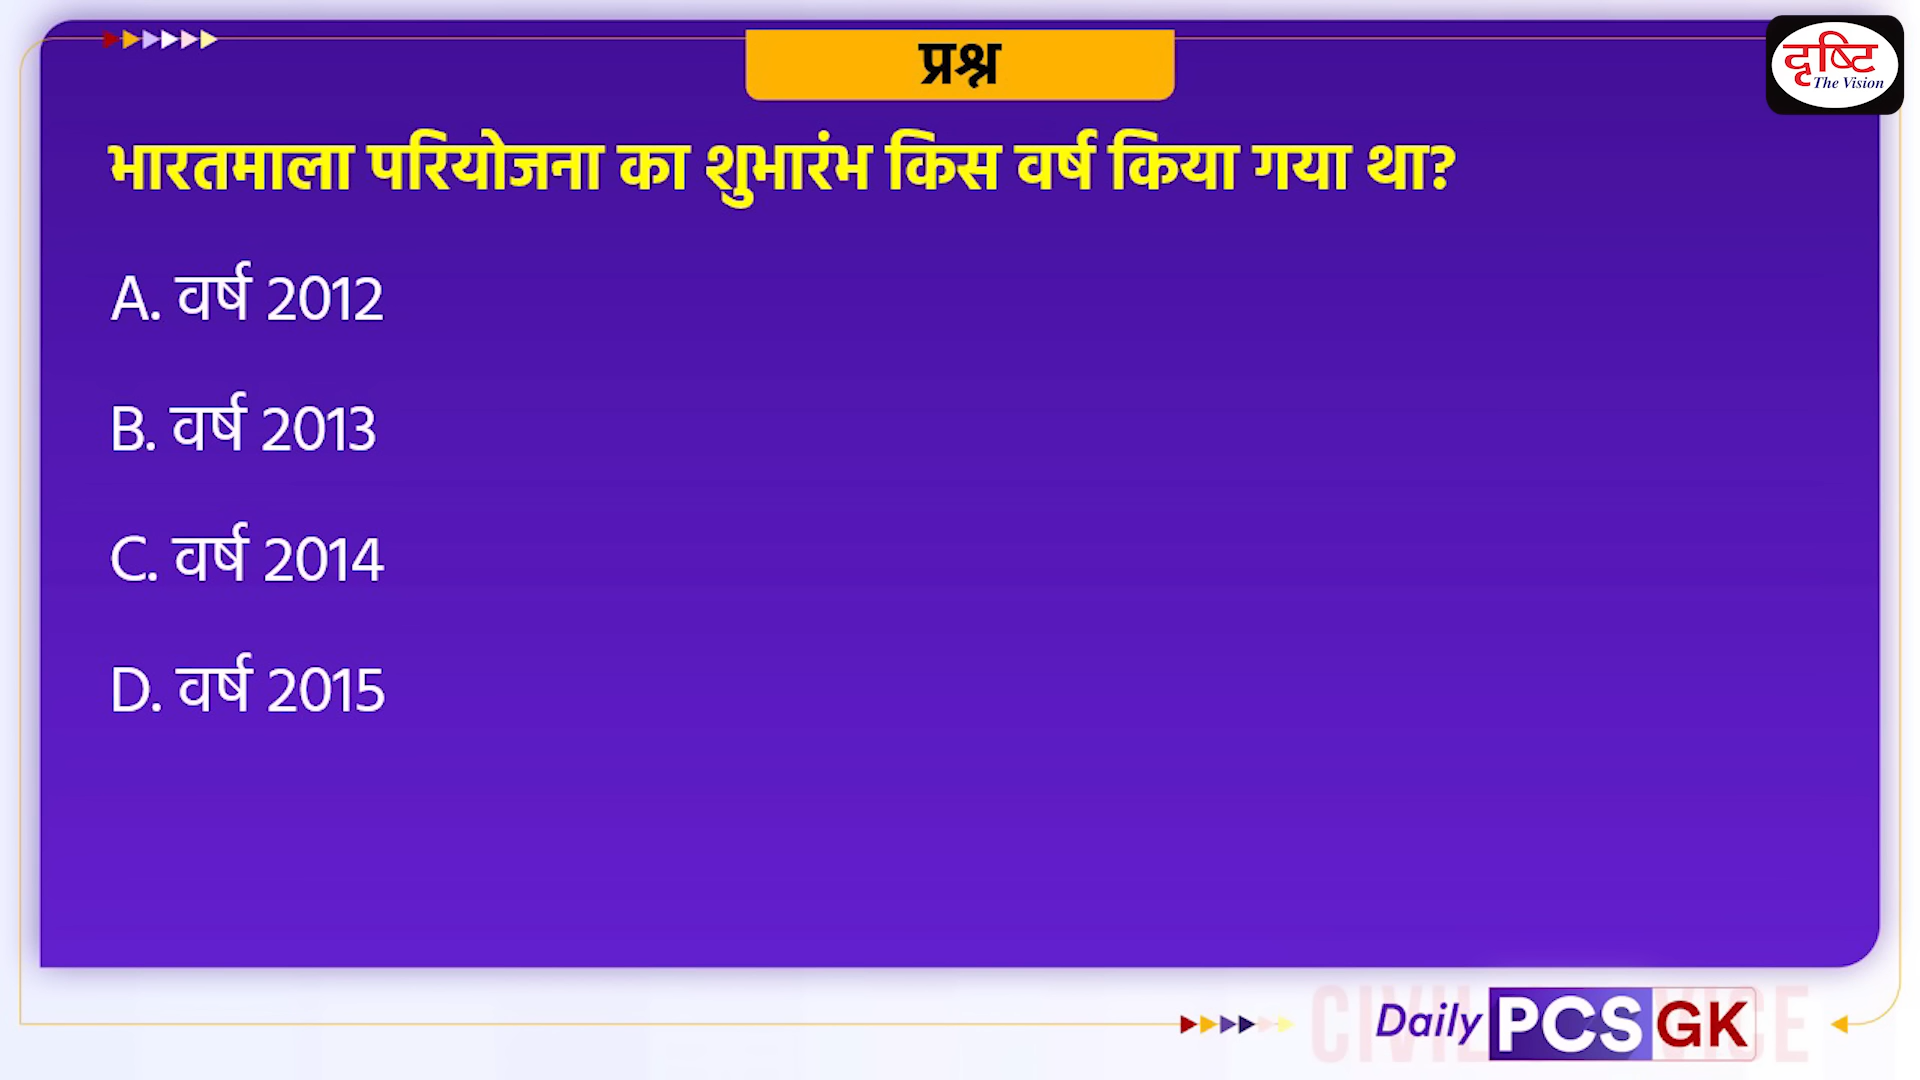 प्रश्न
दृष्टि
The Vision
भारतमाला परियोजना का शुभारंभ किस वर्ष किया गया था?
A. वर्ष 2012
B. वर्ष 2013
C. वर्ष 2014
D. वर्ष 2015
Daily PCS GK